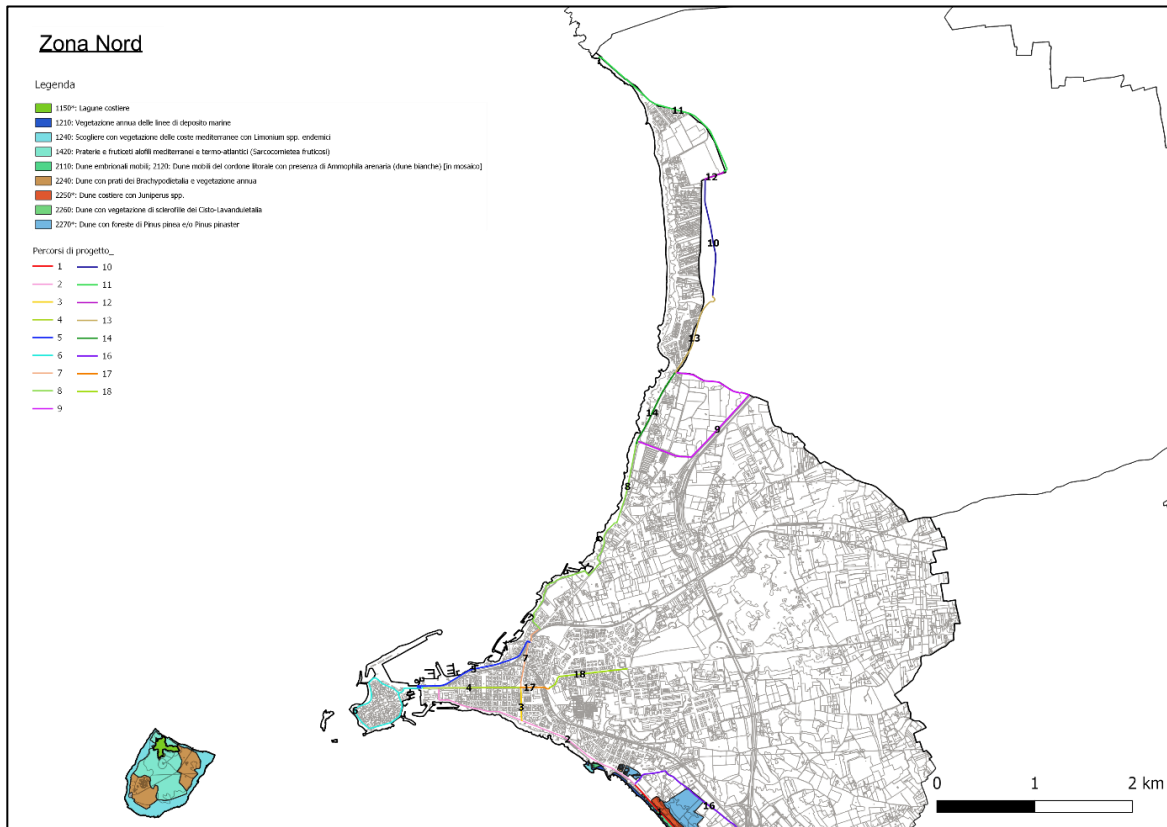 Zona Nord
Legenda
1150*: Lagune costiere
1210: Vegetazione annua delle linee di deposito marine
1240: Scogliere con vegetazione delle coste mediterranee con Limonium spp. endemici
1420: Praterie e fruticeti alofili mediterranei e termo-atlantici (Sarcocornietea fruticosi)
2110: Dune embrionali mobili; 2120: Dune mobili del cordone litorale con presenza di Ammophila arenaria (dune bianche) [in mosaico]
2240: Dune con prati dei Brachypodietalia e vegetazione annua
2250*: Dune costiere con Juniperus spp.
2260: Dune con vegetazione di sclerofille dei Cisto-Lavanduletalia
2270*: Dune con foreste di Pinus pinea e/o Pinus pinaster
Percorsi di progetto_
1 10
2 11
3 12
4 13
5 14
6 16
7 17
8 18
9
11
12
10
13
14
9
8
7
5
18
4
17
6
3
2
16
0 1 2 km